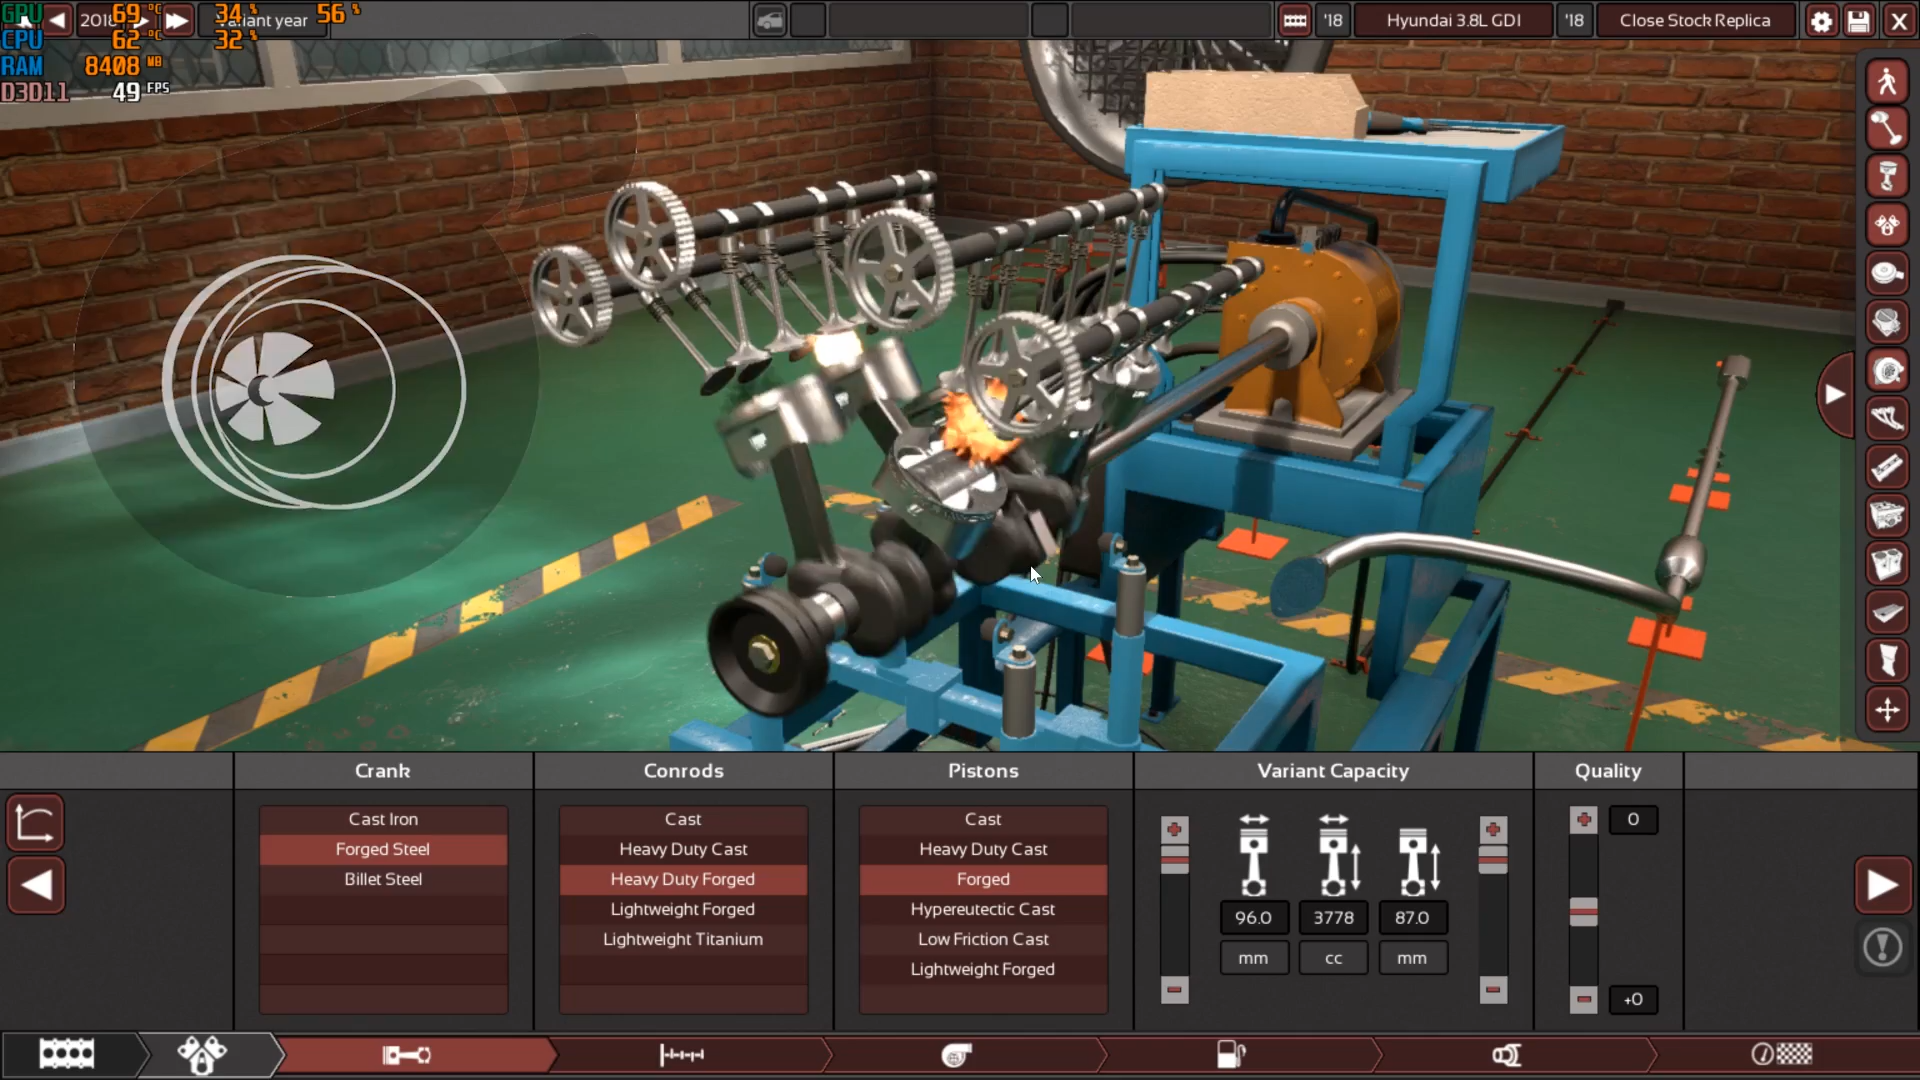 GPU 69 °C 34 % 56 %
CPU 62 °C 32 %
RAM 8408 MB
D3D11 49 FPS
2018 Variant year
'18 Hyundai 3.8L GDI '18 Close Stock Replica
Crank
Cast Iron
Forged Steel
Billet Steel
Conrods
Cast
Heavy Duty Cast
Heavy Duty Forged
Lightweight Forged
Lightweight Titanium
Pistons
Cast
Heavy Duty Cast
Forged
Hypereutectic Cast
Low Friction Cast
Lightweight Forged
Variant Capacity
96.0 3778 87.0
mm cc mm
Quality
0
+0